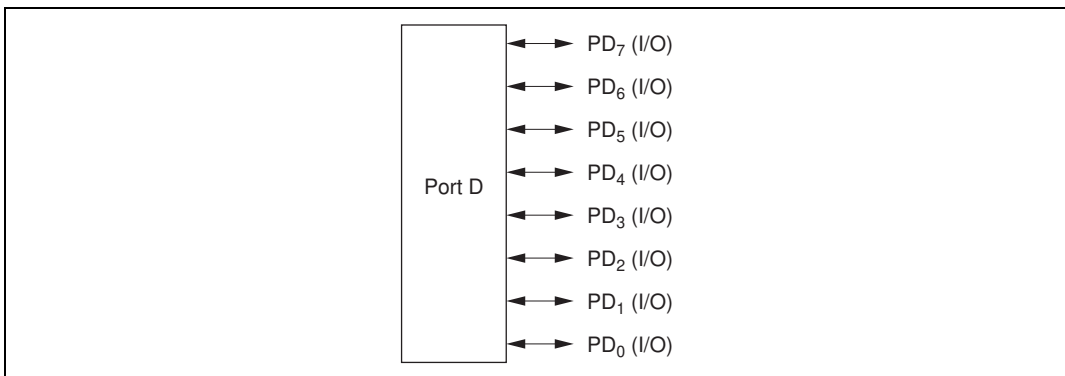 PD₇ (I/O)
PD₆ (I/O)
PD₅ (I/O)
PD₄ (I/O)
Port D
PD₃ (I/O)
PD₂ (I/O)
PD₁ (I/O)
PD₀ (I/O)